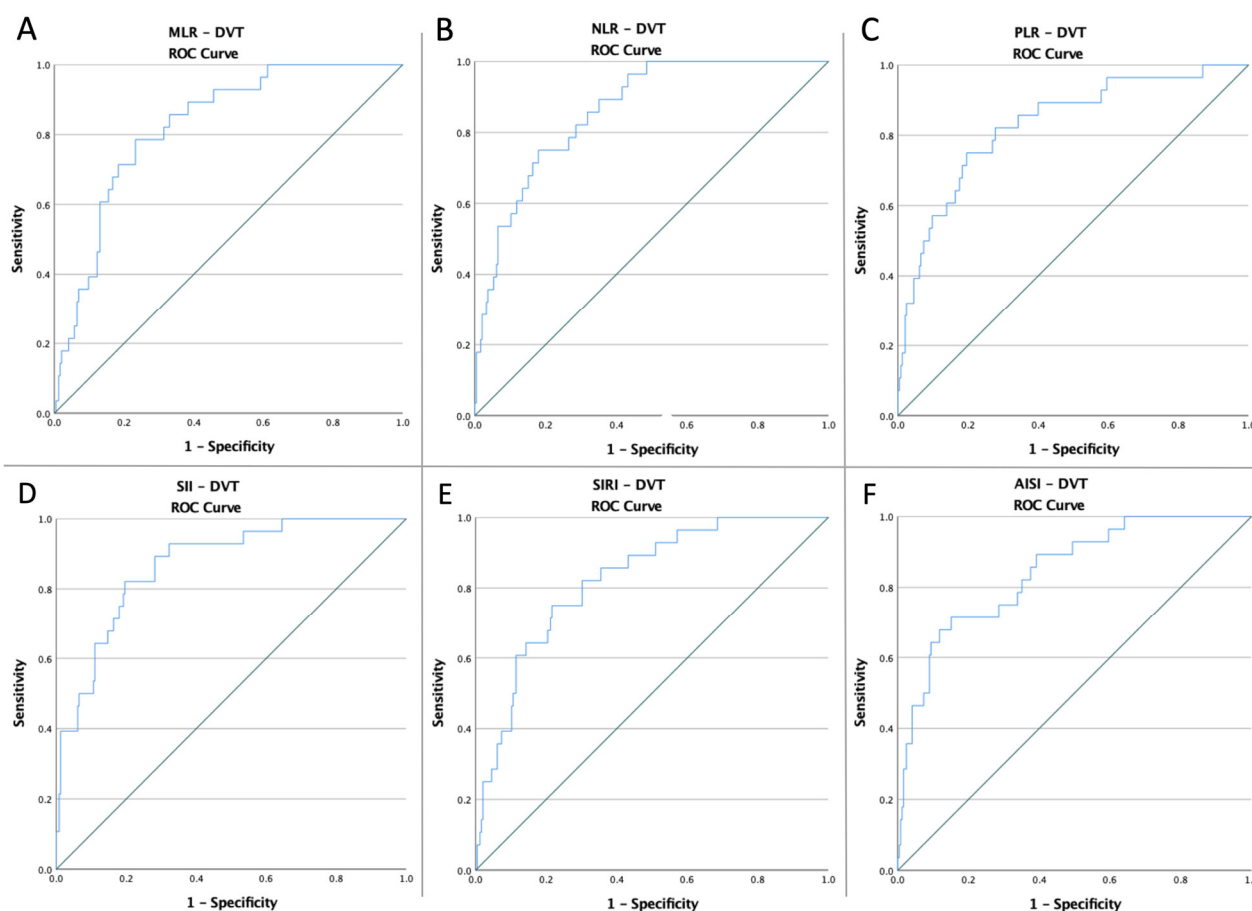 A
MLR – DVT
ROC Curve
1.0
0.8
0.6
0.4
0.2
0.0
0.0 0.2 0.4 0.6 0.8 1.0
Sensitivity
1 – Specificity
B
NLR – DVT
ROC Curve
1.0
0.8
0.6
0.4
0.2
0.0
0.0 0.2 0.4 0.6 0.8 1.0
Sensitivity
1 – Specificity
C
PLR – DVT
ROC Curve
1.0
0.8
0.6
0.4
0.2
0.0
0.0 0.2 0.4 0.6 0.8 1.0
Sensitivity
1 – Specificity
D
SII – DVT
ROC Curve
1.0
0.8
0.6
0.4
0.2
0.0
0.0 0.2 0.4 0.6 0.8 1.0
Sensitivity
1 – Specificity
E
SIRI – DVT
ROC Curve
1.0
0.8
0.6
0.4
0.2
0.0
0.0 0.2 0.4 0.6 0.8 1.0
Sensitivity
1 – Specificity
F
AISI – DVT
ROC Curve
1.0
0.8
0.6
0.4
0.2
0.0
0.0 0.2 0.4 0.6 0.8 1.0
Sensitivity
1 – Specificity